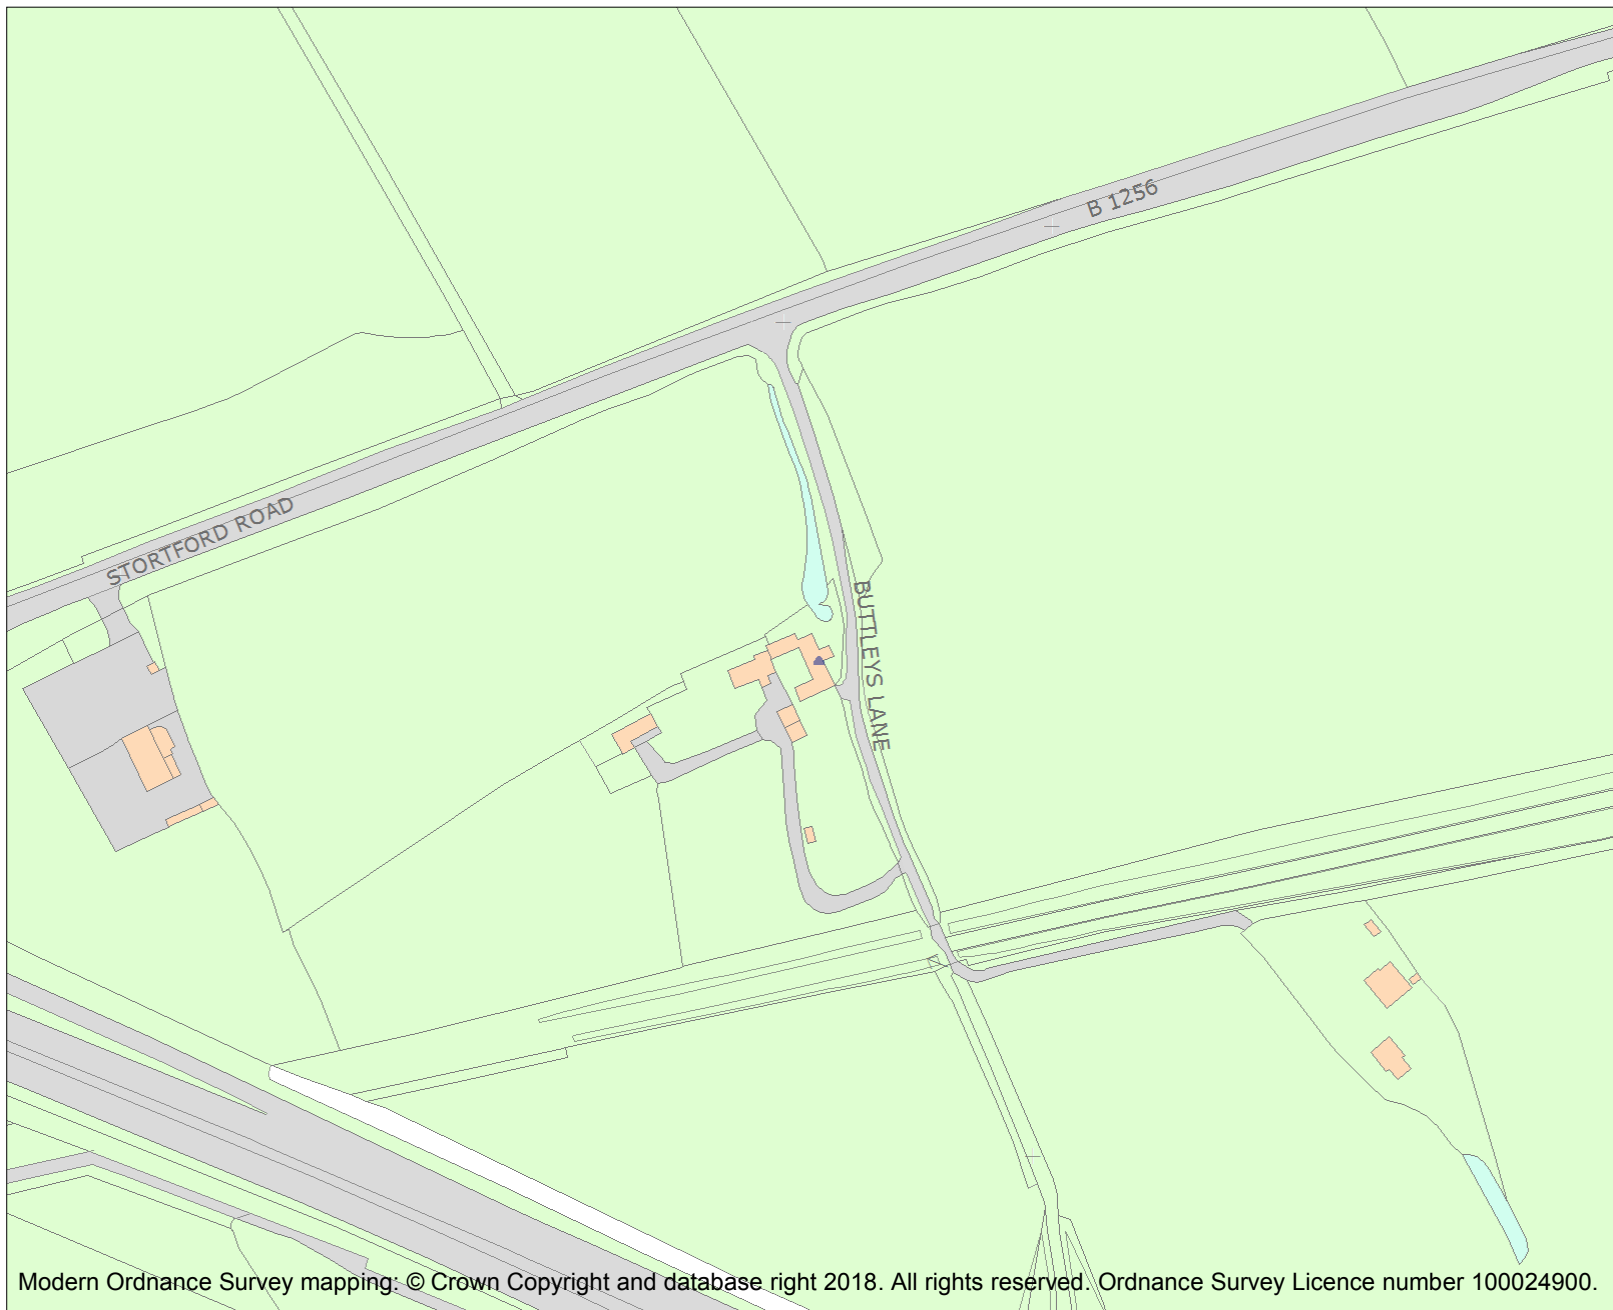 B 1256
STORTFORD ROAD
BUTTLEYS LANE
Modern Ordnance Survey mapping: © Crown Copyright and database right 2018. All rights reserved. Ordnance Survey Licence number 100024900.